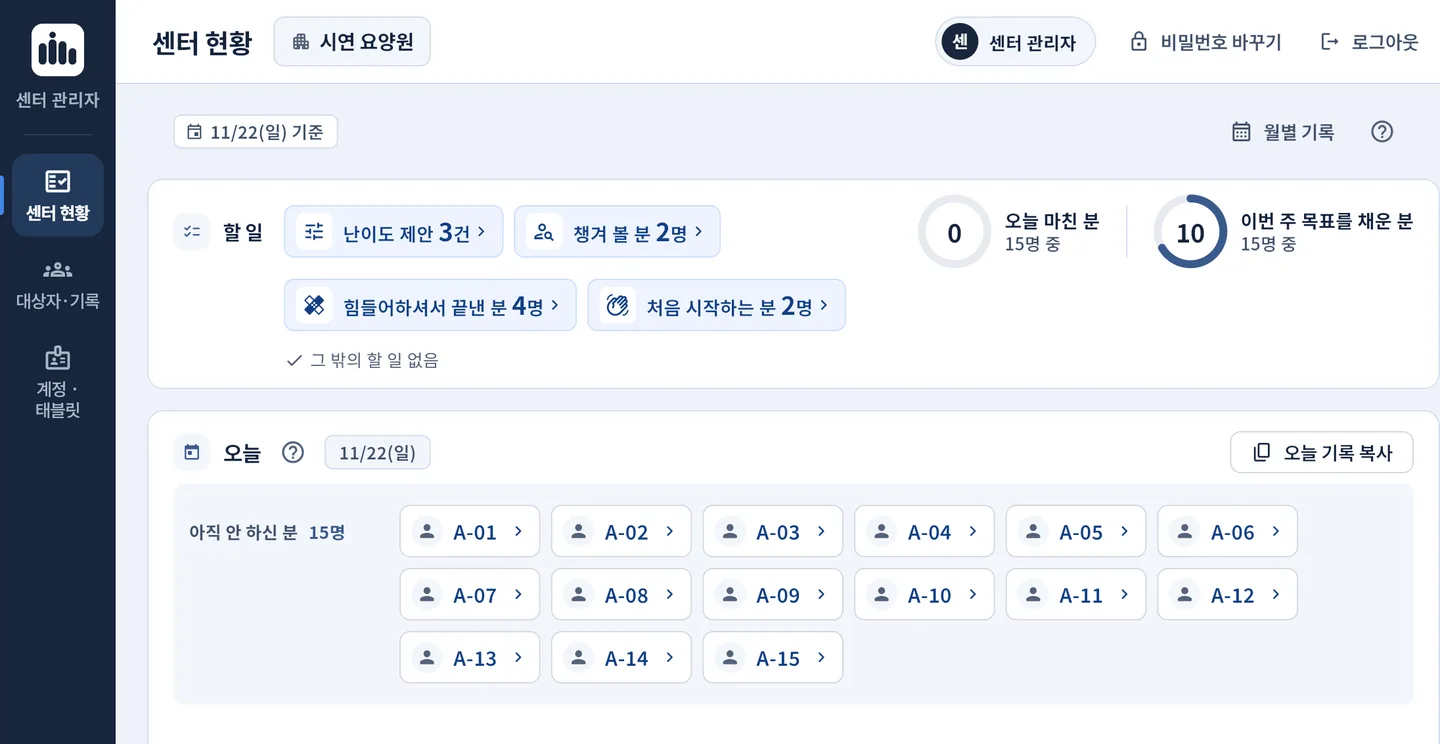 센터 관리자
센터 현황
대상자·기록
계정 ·
태블릿
센터 현황
시연 요양원
센 센터 관리자
비밀번호 바꾸기
로그아웃
11/22(일) 기준
월별 기록
할 일
난이도 제안 3건
챙겨 볼 분 2명
힘들어하셔서 끝낸 분 4명
처음 시작하는 분 2명
그 밖의 할 일 없음
0
오늘 마친 분
15명 중
10
이번 주 목표를 채운 분
15명 중
오늘
11/22(일)
오늘 기록 복사
아직 안 하신 분 15명
A-01 A-02 A-03 A-04 A-05 A-06
A-07 A-08 A-09 A-10 A-11 A-12
A-13 A-14 A-15